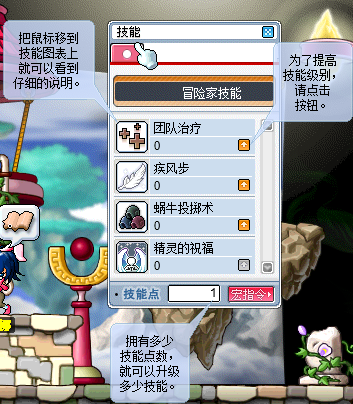 把鼠标移到
技能图表上
就可以看到
仔细的说明。
技能
为了提高
技能级别,
请点击
按钮。
冒险家技能
团队治疗
0
疾风步
0
蜗牛投掷术
0
精灵的祝福
0
技能点
1
宏指令
拥有多少
技能点数,
就可以升级
多少技能。